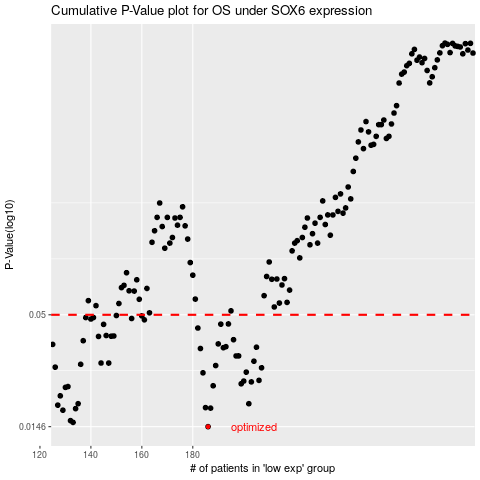 Cumulative P-Value plot for OS under SOX6 expression
P-Value(log10)
0.05
0.0146
optimized
120 140 160 180
# of patients in 'low exp' group